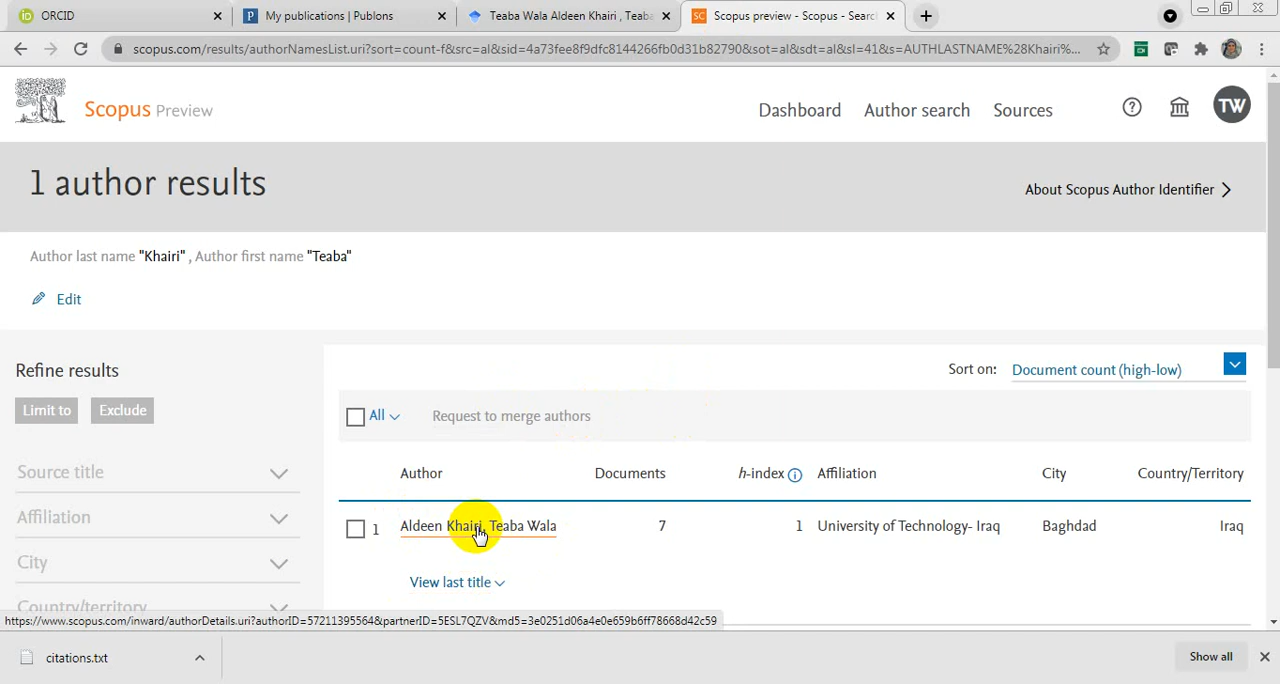 ORCID
My publications | Publons
Teaba Wala Aldeen Khairi , Teaba
Scopus preview - Scopus - Searc
scopus.com/results/authorNamesList.uri?sort=count-f&src=al&sid=4a73fee8f9dfc8144266fb0d31b82790&sot=al&sdt=al&sl=41&s=AUTHLASTNAME%28Khairi%...
Scopus Preview
Dashboard
Author search
Sources
TW
1 author results
About Scopus Author Identifier
Author last name "Khairi" , Author first name "Teaba"
Edit
Refine results
Sort on: Document count (high-low)
Limit to
Exclude
All
Request to merge authors
Source title
Author
Documents
h-index
Affiliation
City
Country/Territory
Affiliation
1
Aldeen Khairi, Teaba Wala
7
1
University of Technology- Iraq
Baghdad
Iraq
City
View last title
Country/territory
https://www.scopus.com/inward/authorDetails.uri?authorID=57211395564&partnerID=5ESL7QZV&md5=3e0251d06a4e0e659b6ff78668d42c59
citations.txt
Show all